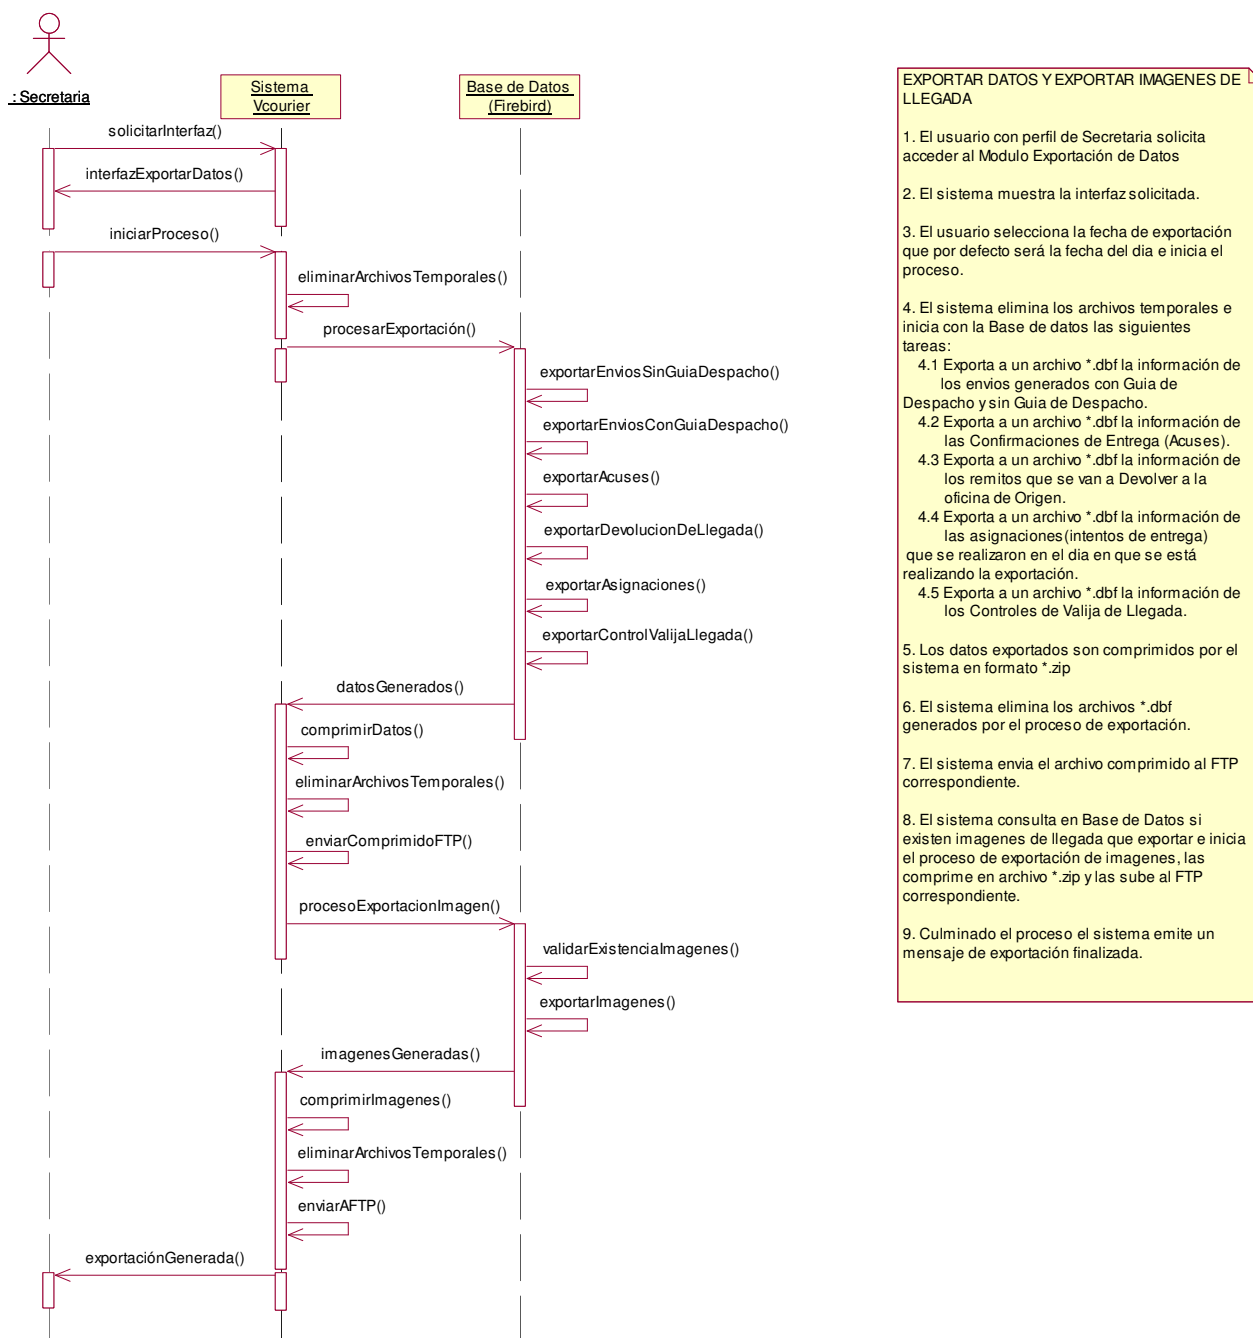 : Secretaria
Sistema
Vcourier
Base de Datos
(Firebird)
solicitarInterfaz()
interfazExportarDatos()
iniciarProceso()
eliminarArchivosTemporales()
procesarExportación()
exportarEnviosSinGuiaDespacho()
exportarEnviosConGuiaDespacho()
exportarAcuses()
exportarDevolucionDeLlegada()
exportarAsignaciones()
exportarControlValijaLlegada()
datosGenerados()
comprimirDatos()
eliminarArchivosTemporales()
enviarComprimidoFTP()
procesoExportacionImagen()
validarExistenciaImagenes()
exportarImagenes()
imagenesGeneradas()
comprimirImagenes()
eliminarArchivosTemporales()
enviarAFTP()
exportaciónGenerada()
EXPORTAR DATOS Y EXPORTAR IMAGENES DE
LLEGADA
1. El usuario con perfil de Secretaria solicita
acceder al Modulo Exportación de Datos
2. El sistema muestra la interfaz solicitada.
3. El usuario selecciona la fecha de exportación
que por defecto será la fecha del dia e inicia el
proceso.
4. El sistema elimina los archivos temporales e
inicia con la Base de datos las siguientes
tareas:
4.1 Exporta a un archivo *.dbf la información de
los envios generados con Guia de
Despacho y sin Guia de Despacho.
4.2 Exporta a un archivo *.dbf la información de
las Confirmaciones de Entrega (Acuses).
4.3 Exporta a un archivo *.dbf la información de
los remitos que se van a Devolver a la
oficina de Origen.
4.4 Exporta a un archivo *.dbf la información de
las asignaciones(intentos de entrega)
que se realizaron en el dia en que se está
realizando la exportación.
4.5 Exporta a un archivo *.dbf la información de
los Controles de Valija de Llegada.
5. Los datos exportados son comprimidos por el
sistema en formato *.zip
6. El sistema elimina los archivos *.dbf
generados por el proceso de exportación.
7. El sistema envia el archivo comprimido al FTP
correspondiente.
8. El sistema consulta en Base de Datos si
existen imagenes de llegada que exportar e inicia
el proceso de exportación de imagenes, las
comprime en archivo *.zip y las sube al FTP
correspondiente.
9. Culminado el proceso el sistema emite un
mensaje de exportación finalizada.